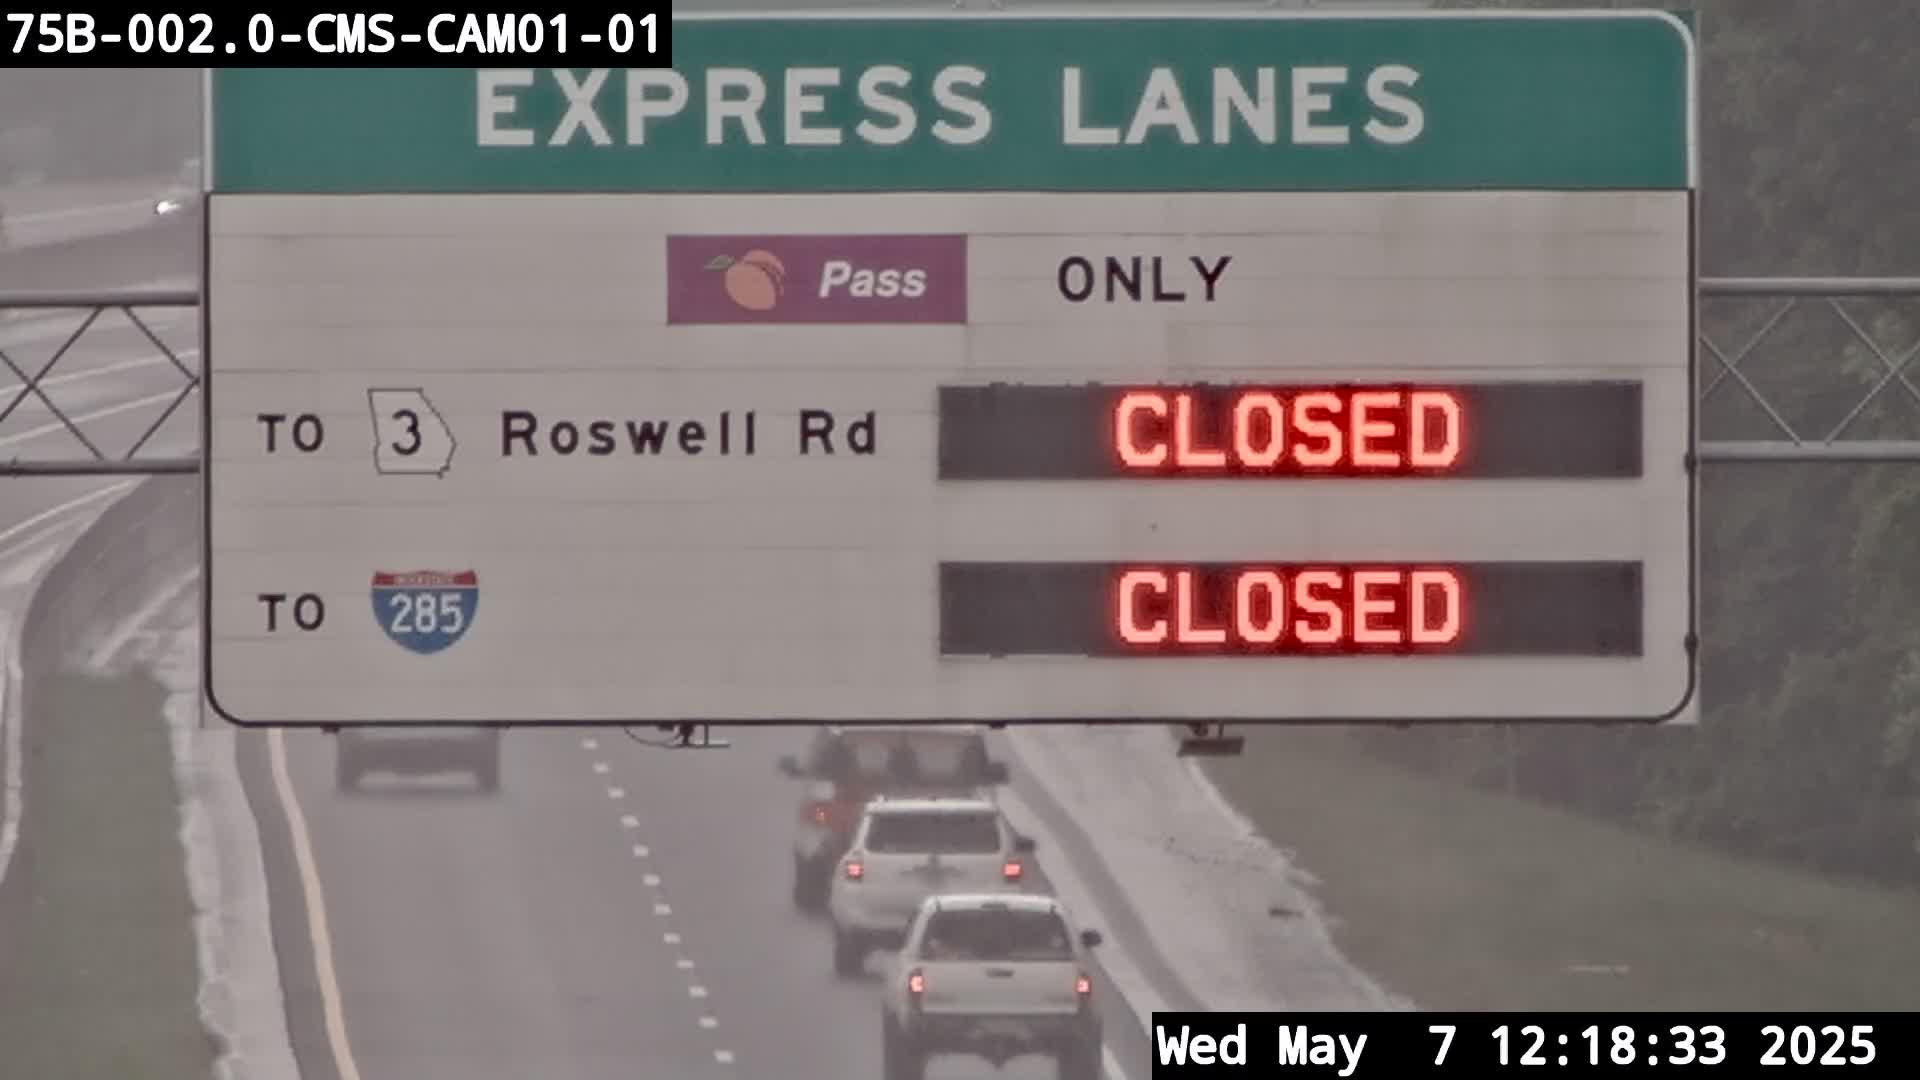 75B-002.0-CMS-CAM01-01
EXPRESS LANES
Pass ONLY
TO 3 Roswell Rd CLOSED
INTERSTATE
TO 285 CLOSED
Wed May 7 12:18:33 2025